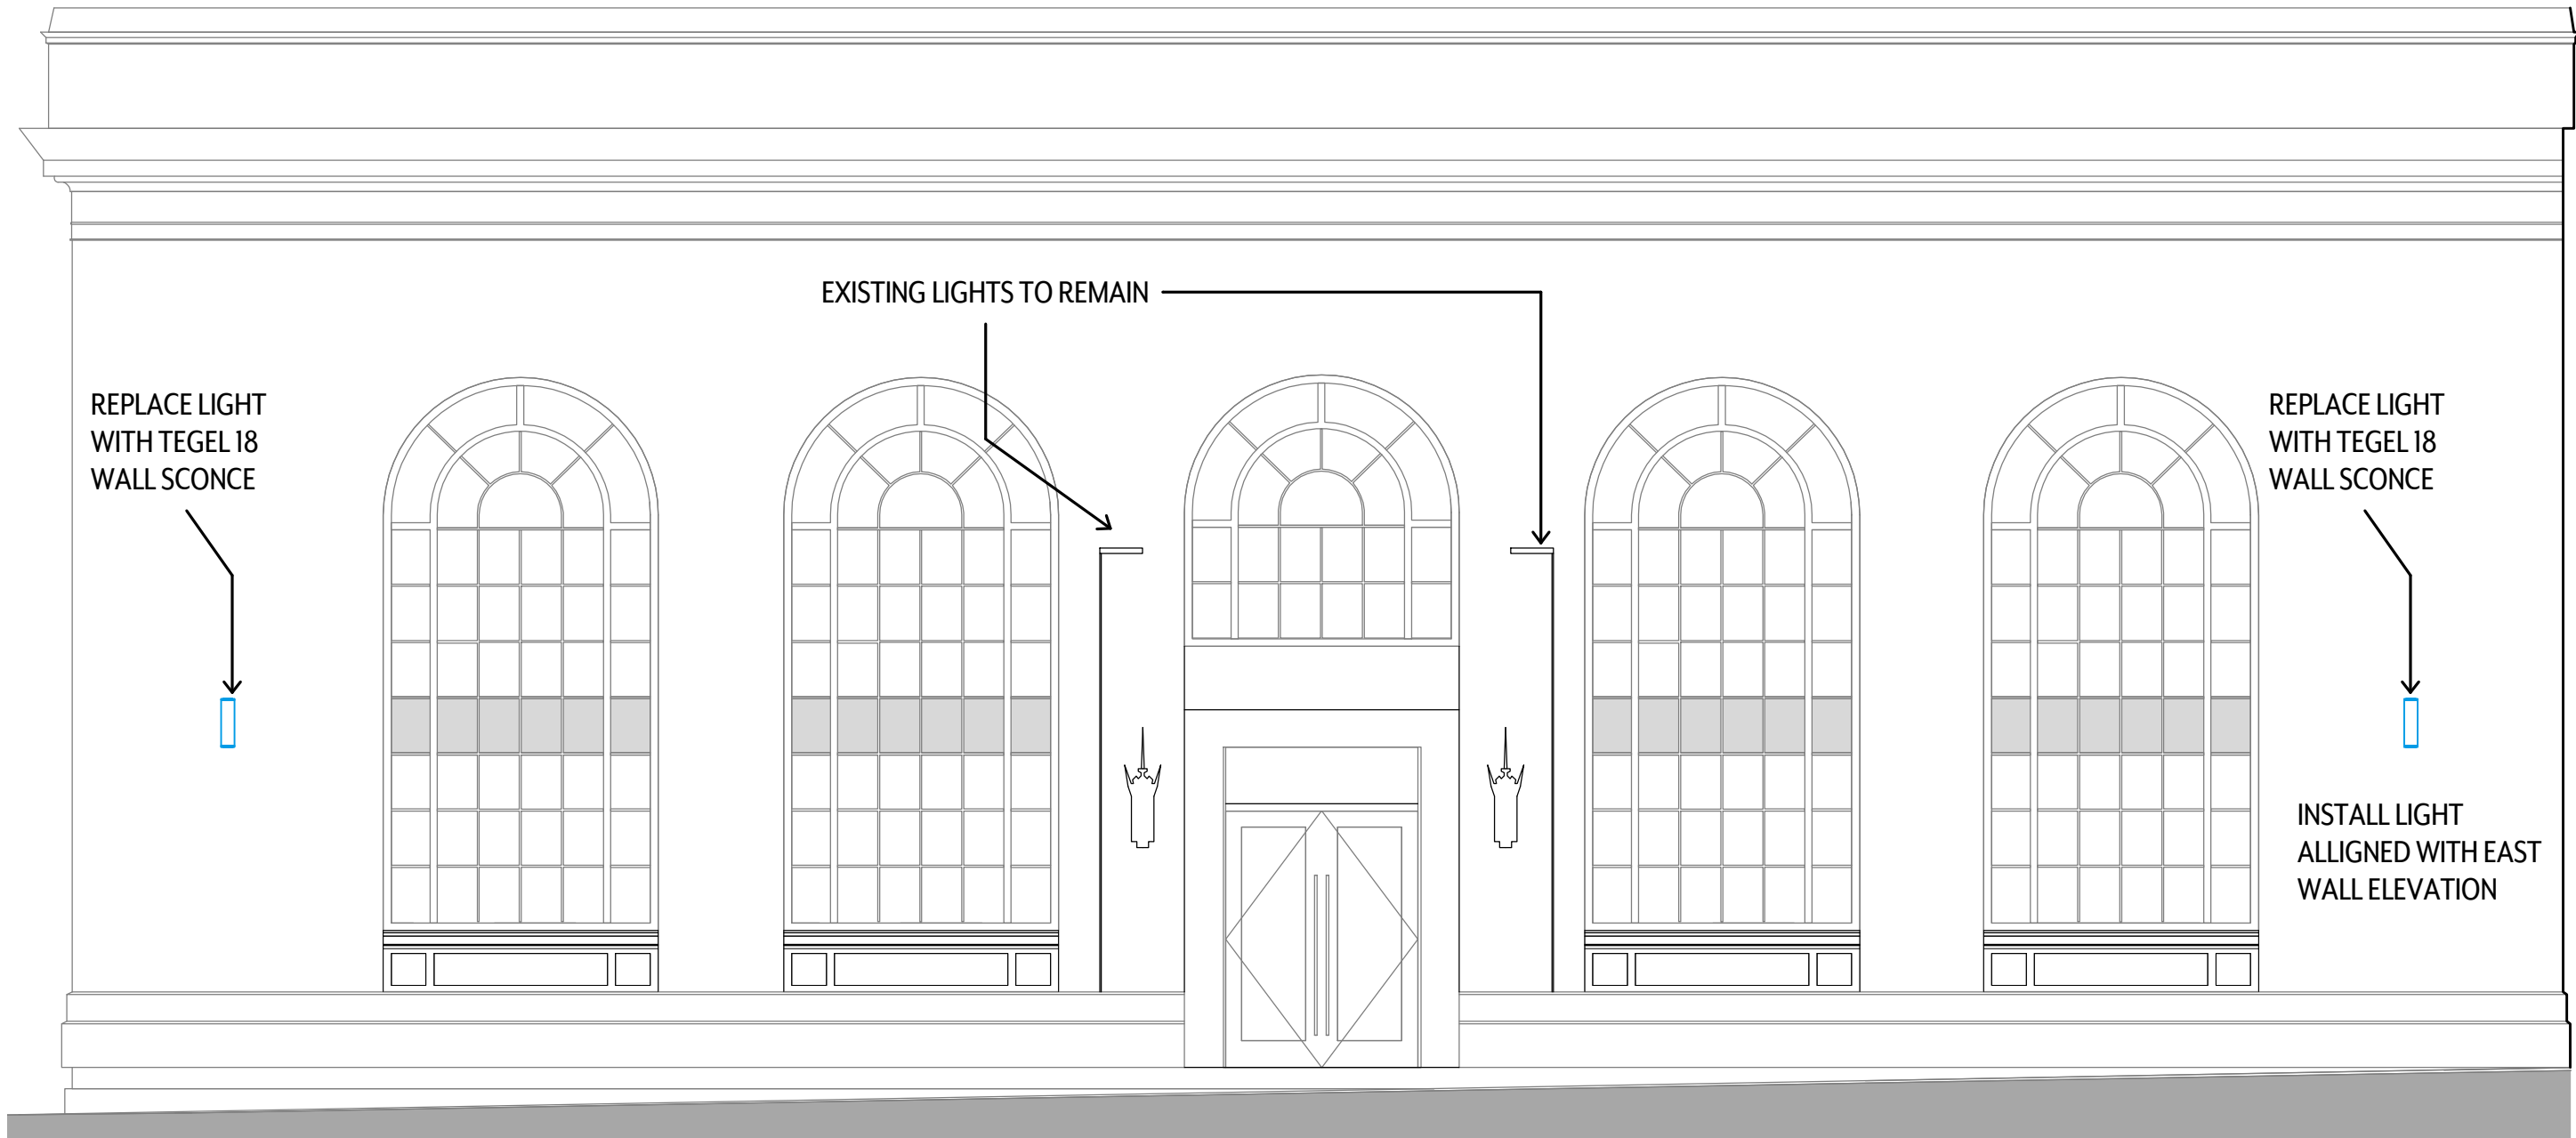 EXISTING LIGHTS TO REMAIN
REPLACE LIGHT
WITH TEGEL 18
WALL SCONCE
REPLACE LIGHT
WITH TEGEL 18
WALL SCONCE
INSTALL LIGHT
ALLIGNED WITH EAST
WALL ELEVATION